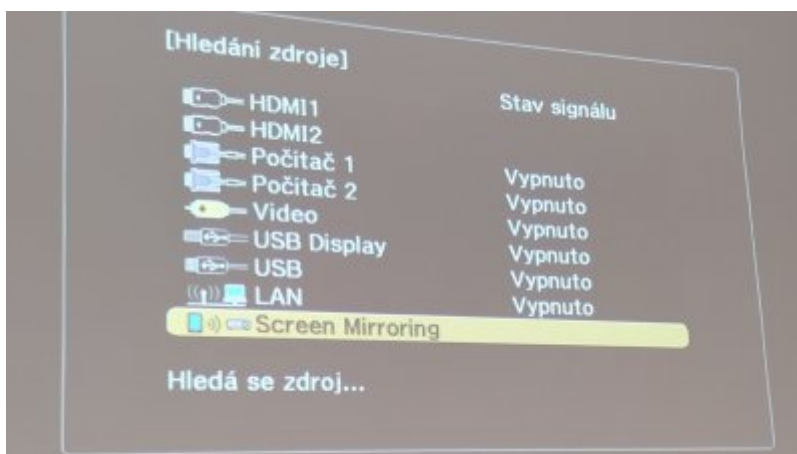 [Hledání zdroje]
Stav signálu
HDMI1
HDMI2
Počítač 1 Vypnuto
Počítač 2 Vypnuto
Video Vypnuto
USB Display Vypnuto
USB Vypnuto
LAN Vypnuto
Screen Mirroring
Hledá se zdroj...